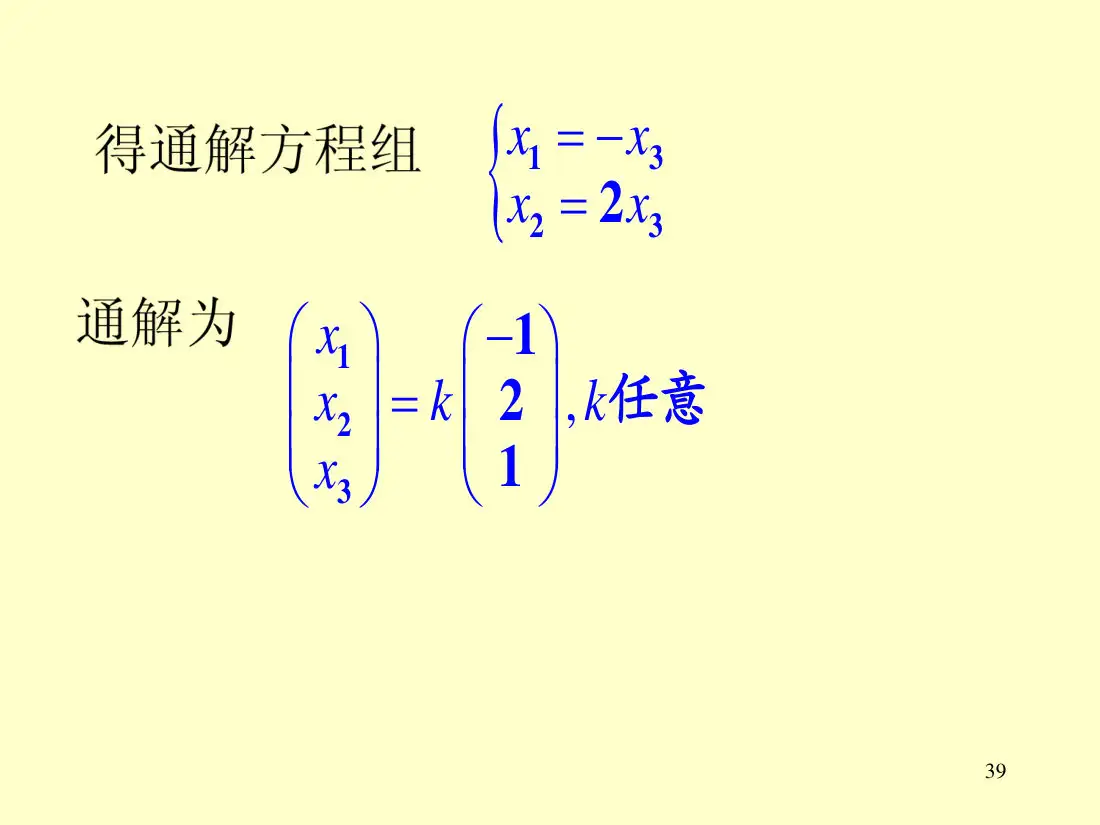 得通解方程组 { x₁ = −x₃
x₂ = 2x₃
通解为 (x₁ x₂ x₃) = k (−1 2 1) , k任意
39